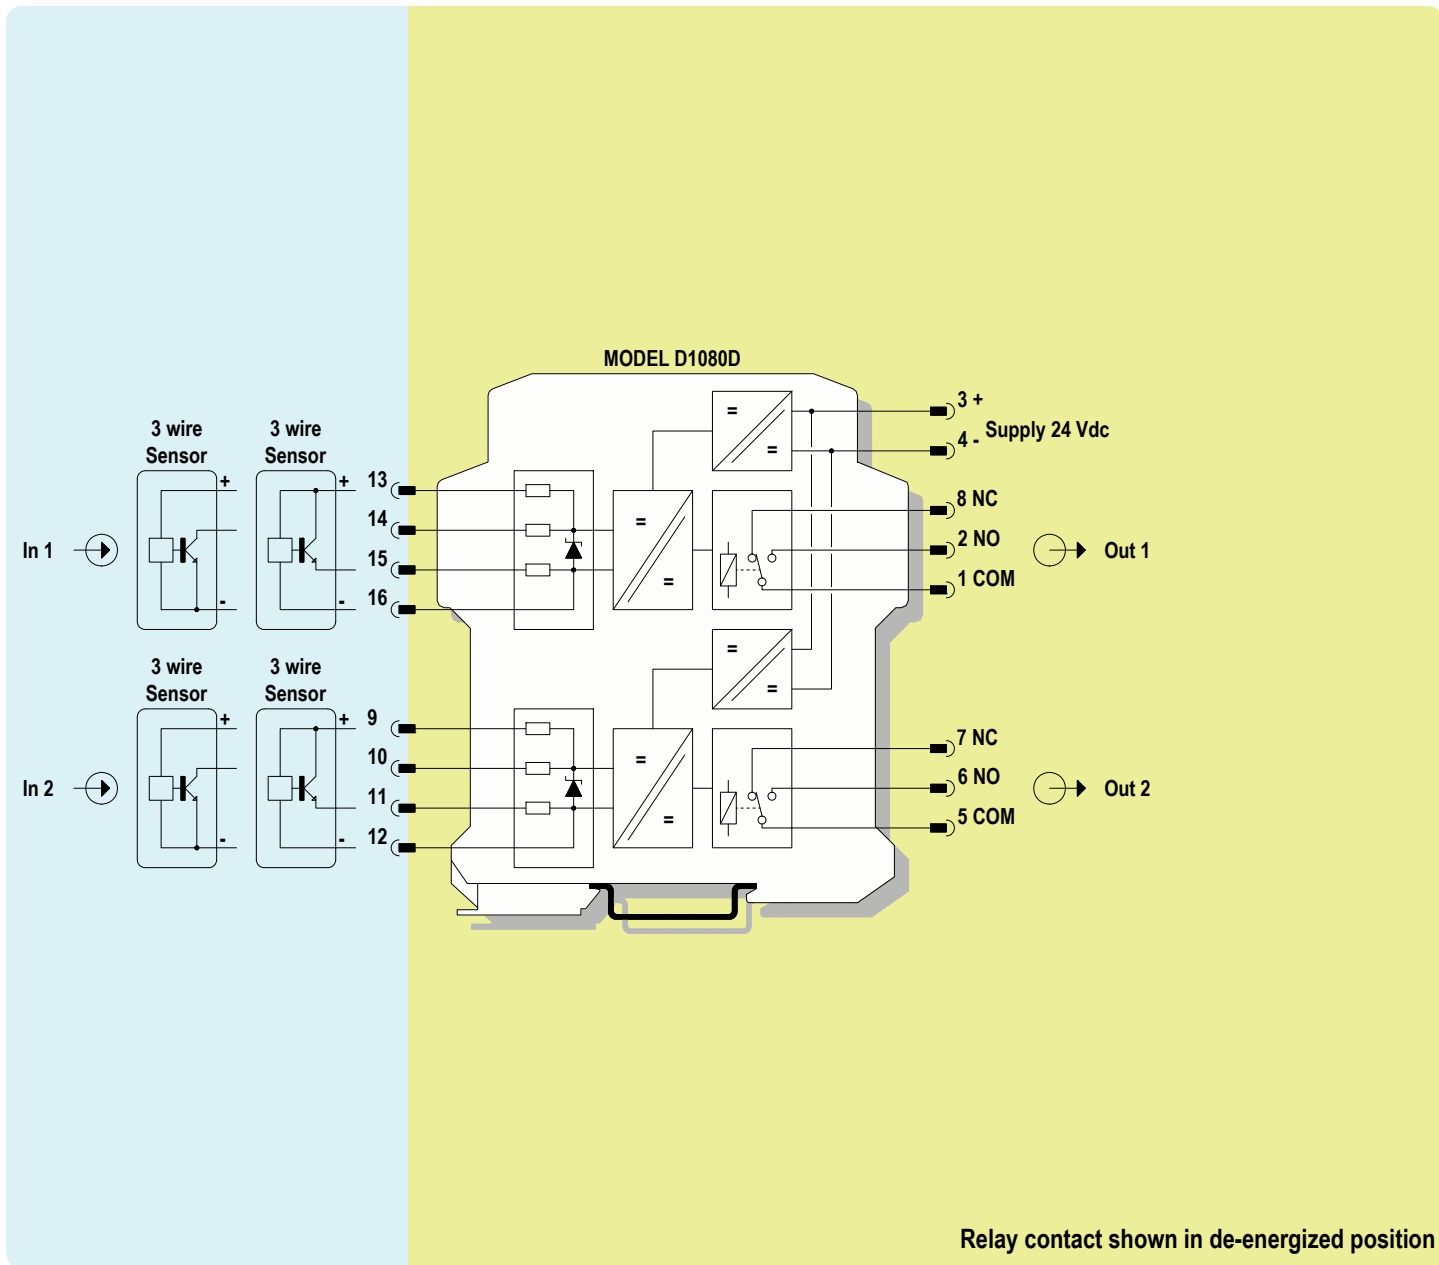 MODEL D1080D
3 +
4 -
Supply 24 Vdc
3 wire
Sensor
3 wire
Sensor
+
-
+
-
13
14
15
16
In 1
8 NC
2 NO
1 COM
Out 1
=
=
=
=
3 wire
Sensor
3 wire
Sensor
+
-
+
-
9
10
11
12
In 2
7 NC
6 NO
5 COM
Out 2
=
=
=
=
Relay contact shown in de-energized position